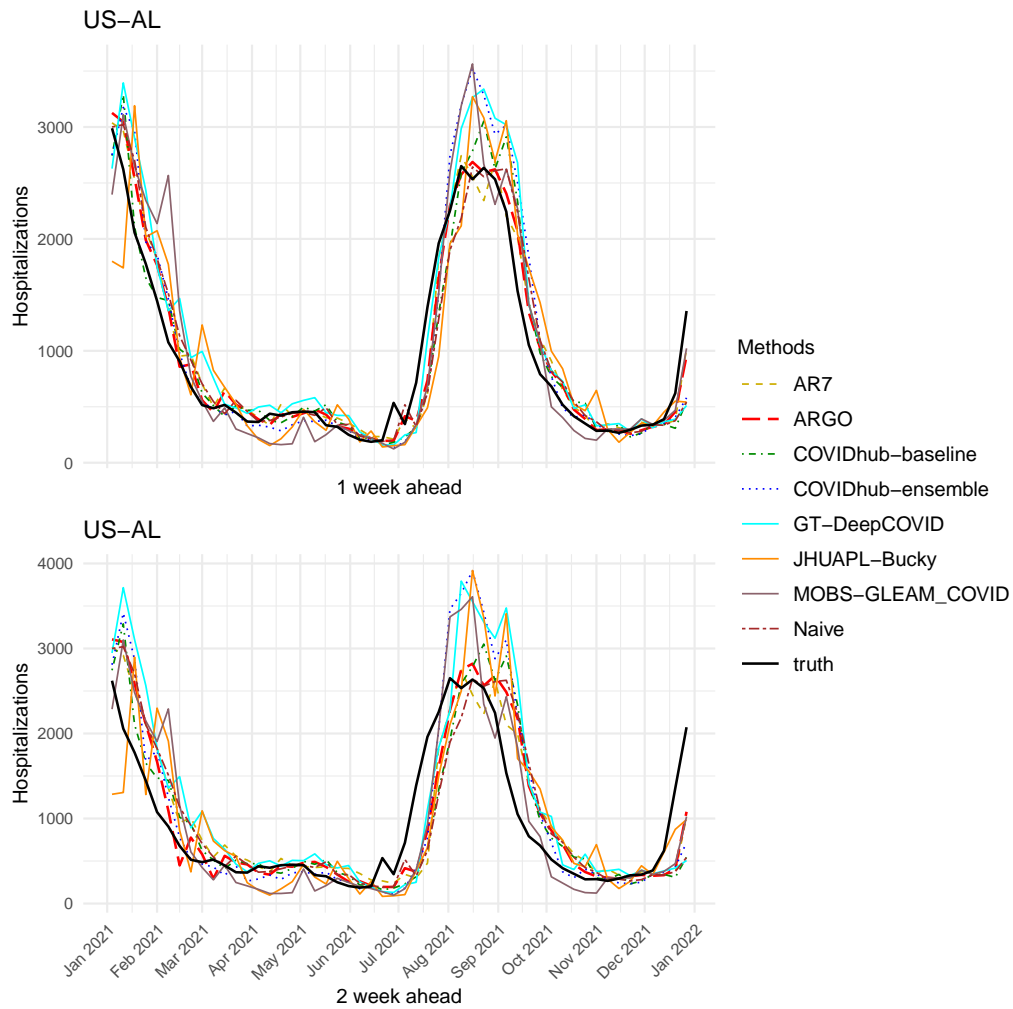 US−AL
Hospitalizations
3000
2000
1000
0
1 week ahead
US−AL
Hospitalizations
4000
3000
2000
1000
0
Jan 2021
Feb 2021
Mar 2021
Apr 2021
May 2021
Jun 2021
Jul 2021
Aug 2021
Sep 2021
Oct 2021
Nov 2021
Dec 2021
Jan 2022
2 week ahead
Methods
AR7
ARGO
COVIDhub−baseline
COVIDhub−ensemble
GT−DeepCOVID
JHUAPL−Bucky
MOBS−GLEAM_COVID
Naive
truth